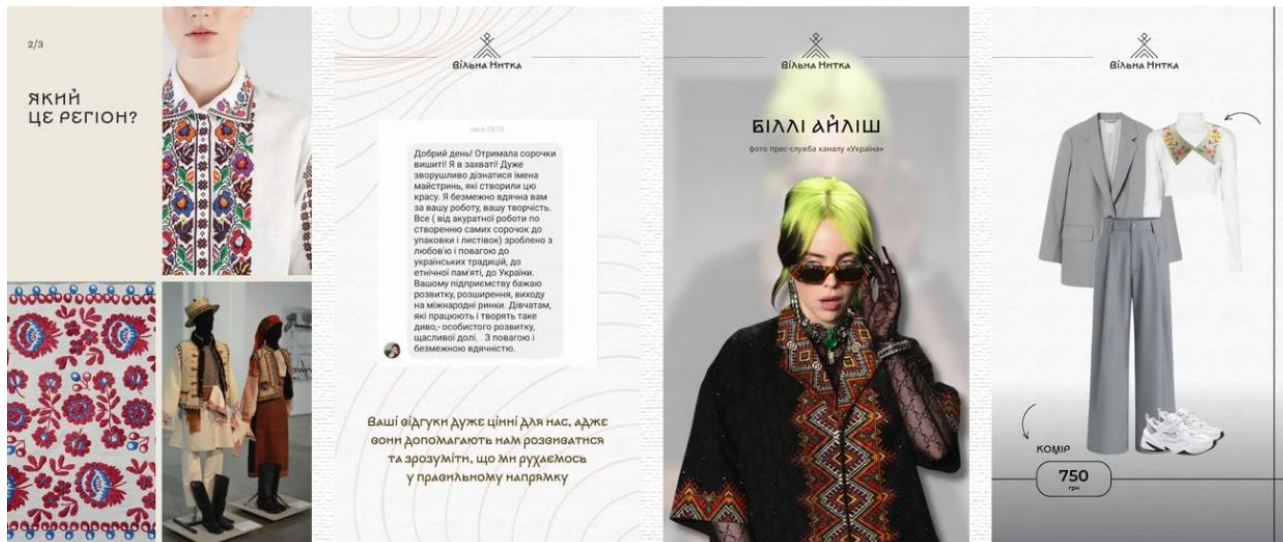 2/3
ЯКИЙ
ЦЕ РЕГІОН?
Вільна Нитка
Добрий день! Отримала сорочки
вишиті! Я в захваті! Дуже
зворушливо дізнатися імена
майстринь, які створили цю
красу. Я безмежно вдячна вам
за вашу роботу, вашу творчість.
Все ( від акуратної роботи по
створенню самих сорочок до
упаковки і листівок) зроблено з
любов'ю і повагою до
українських традицій, до
етнічної пам'яті, до України.
Вашому підприємству бажаю
розвитку, розширення, виходу
на міжнародні ринки. Дівчатам,
які працюють і творять таке
диво,- особистого розвитку,
щасливої долі. З повагою і
безмежною вдячністю.
Ваші відгуки дуже цінні для нас, адже
вони допомагають нам розвиватися
та зрозуміти, що ми рухаємось
у правильному напрямку
Вільна Нитка
БІЛЛІ АЙЛІШ
фото прес-служба каналу «Україна»
Вільна Нитка
КОМІР
750
грн